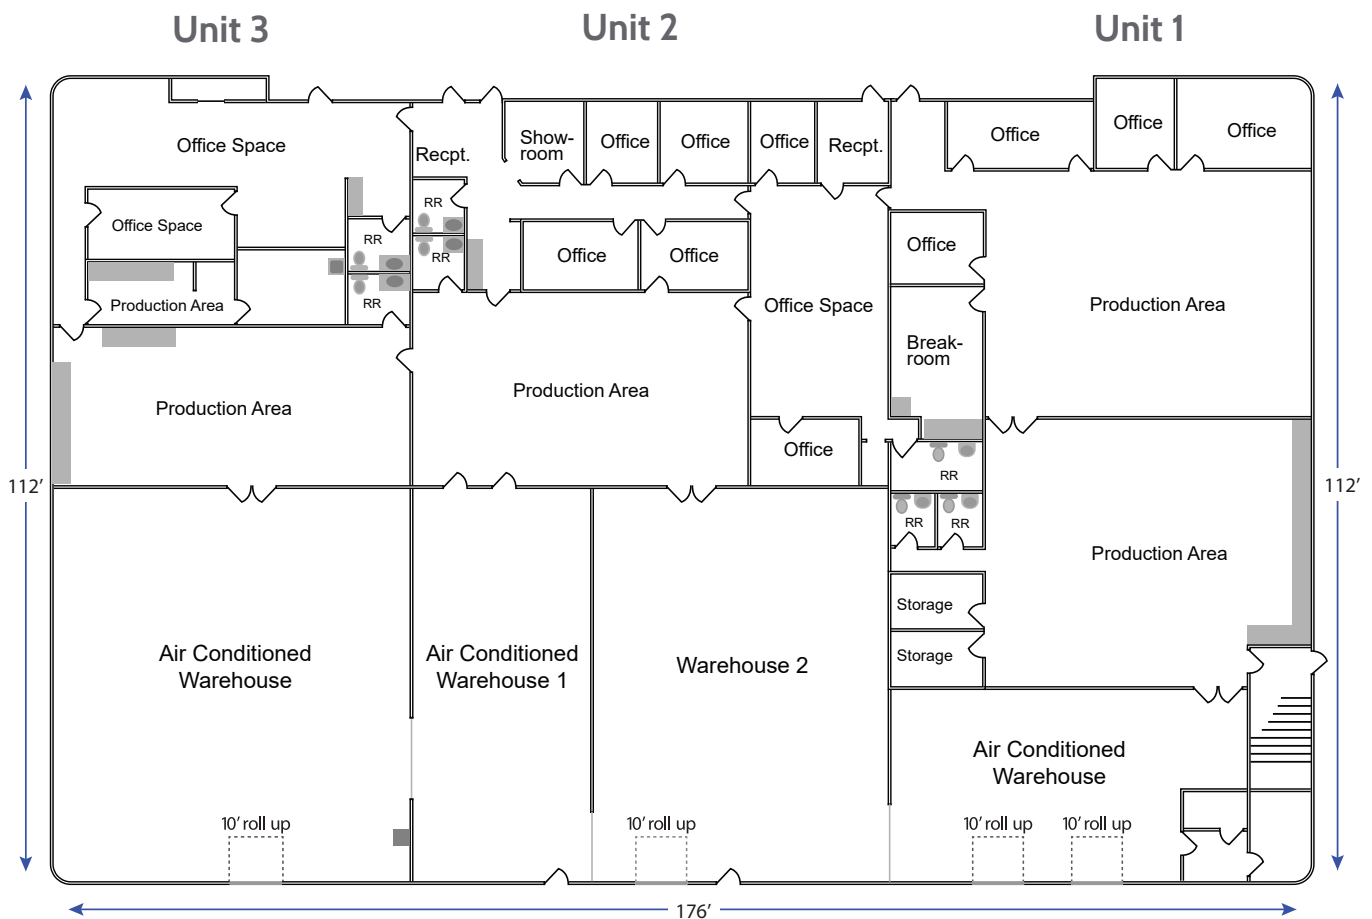 Unit 3
Unit 2
Unit 1
Office Space
Recpt.
Show-
room
Office
Office
Office
Recpt.
Office
Office
Office
Office Space
RR
RR
RR
RR
Production Area
Office
Office
Office Space
Office
Break-
room
Production Area
Production Area
Production Area
Office
RR
RR
RR
112’
112’
Production Area
Storage
Storage
Air Conditioned
Warehouse
Air Conditioned
Warehouse 1
Warehouse 2
Air Conditioned
Warehouse
10’ roll up
10’ roll up
10’ roll up
10’ roll up
176’